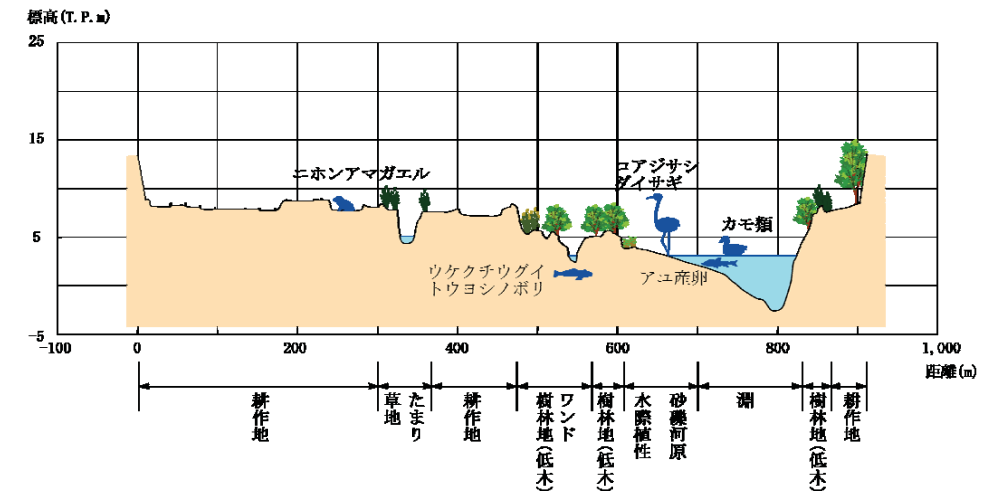 標高(T.P.m)
25
15
5
-5
ニホンアマガエル
コアジサシ
ダイサギ
カモ類
ウケクチウグイ
トウヨシノボリ
アユ産卵
-100
0
200
400
600
800
1,000
距離(m)
耕作地
草地
たまり
耕作地
樹林地(低木)
ワンド
樹林地(低木)
水際植性
砂礫河原
淵
樹林地(低木)
耕作地